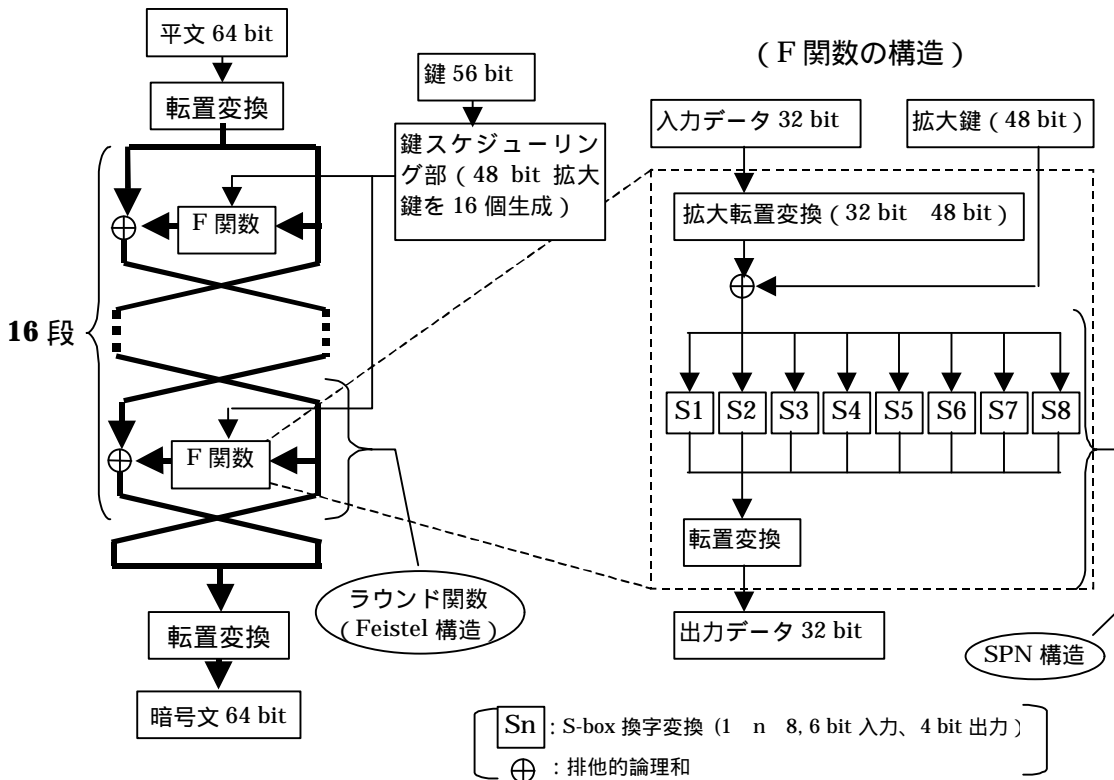 平文 64 bit
転置変換
16 段
F 関数
F 関数
転置変換
暗号文 64 bit
鍵 56 bit
鍵スケジューリン
グ部（48 bit 拡大
鍵を 16 個生成）
ラウンド関数
（Feistel 構造）
（F 関数の構造）
入力データ 32 bit
拡大鍵（48 bit）
拡大転置変換（32 bit 48 bit）
S1 S2 S3 S4 S5 S6 S7 S8
転置変換
出力データ 32 bit
SPN 構造
Sn : S-box 換字変換 (1 n 8, 6 bit 入力、4 bit 出力）
⊕ : 排他的論理和